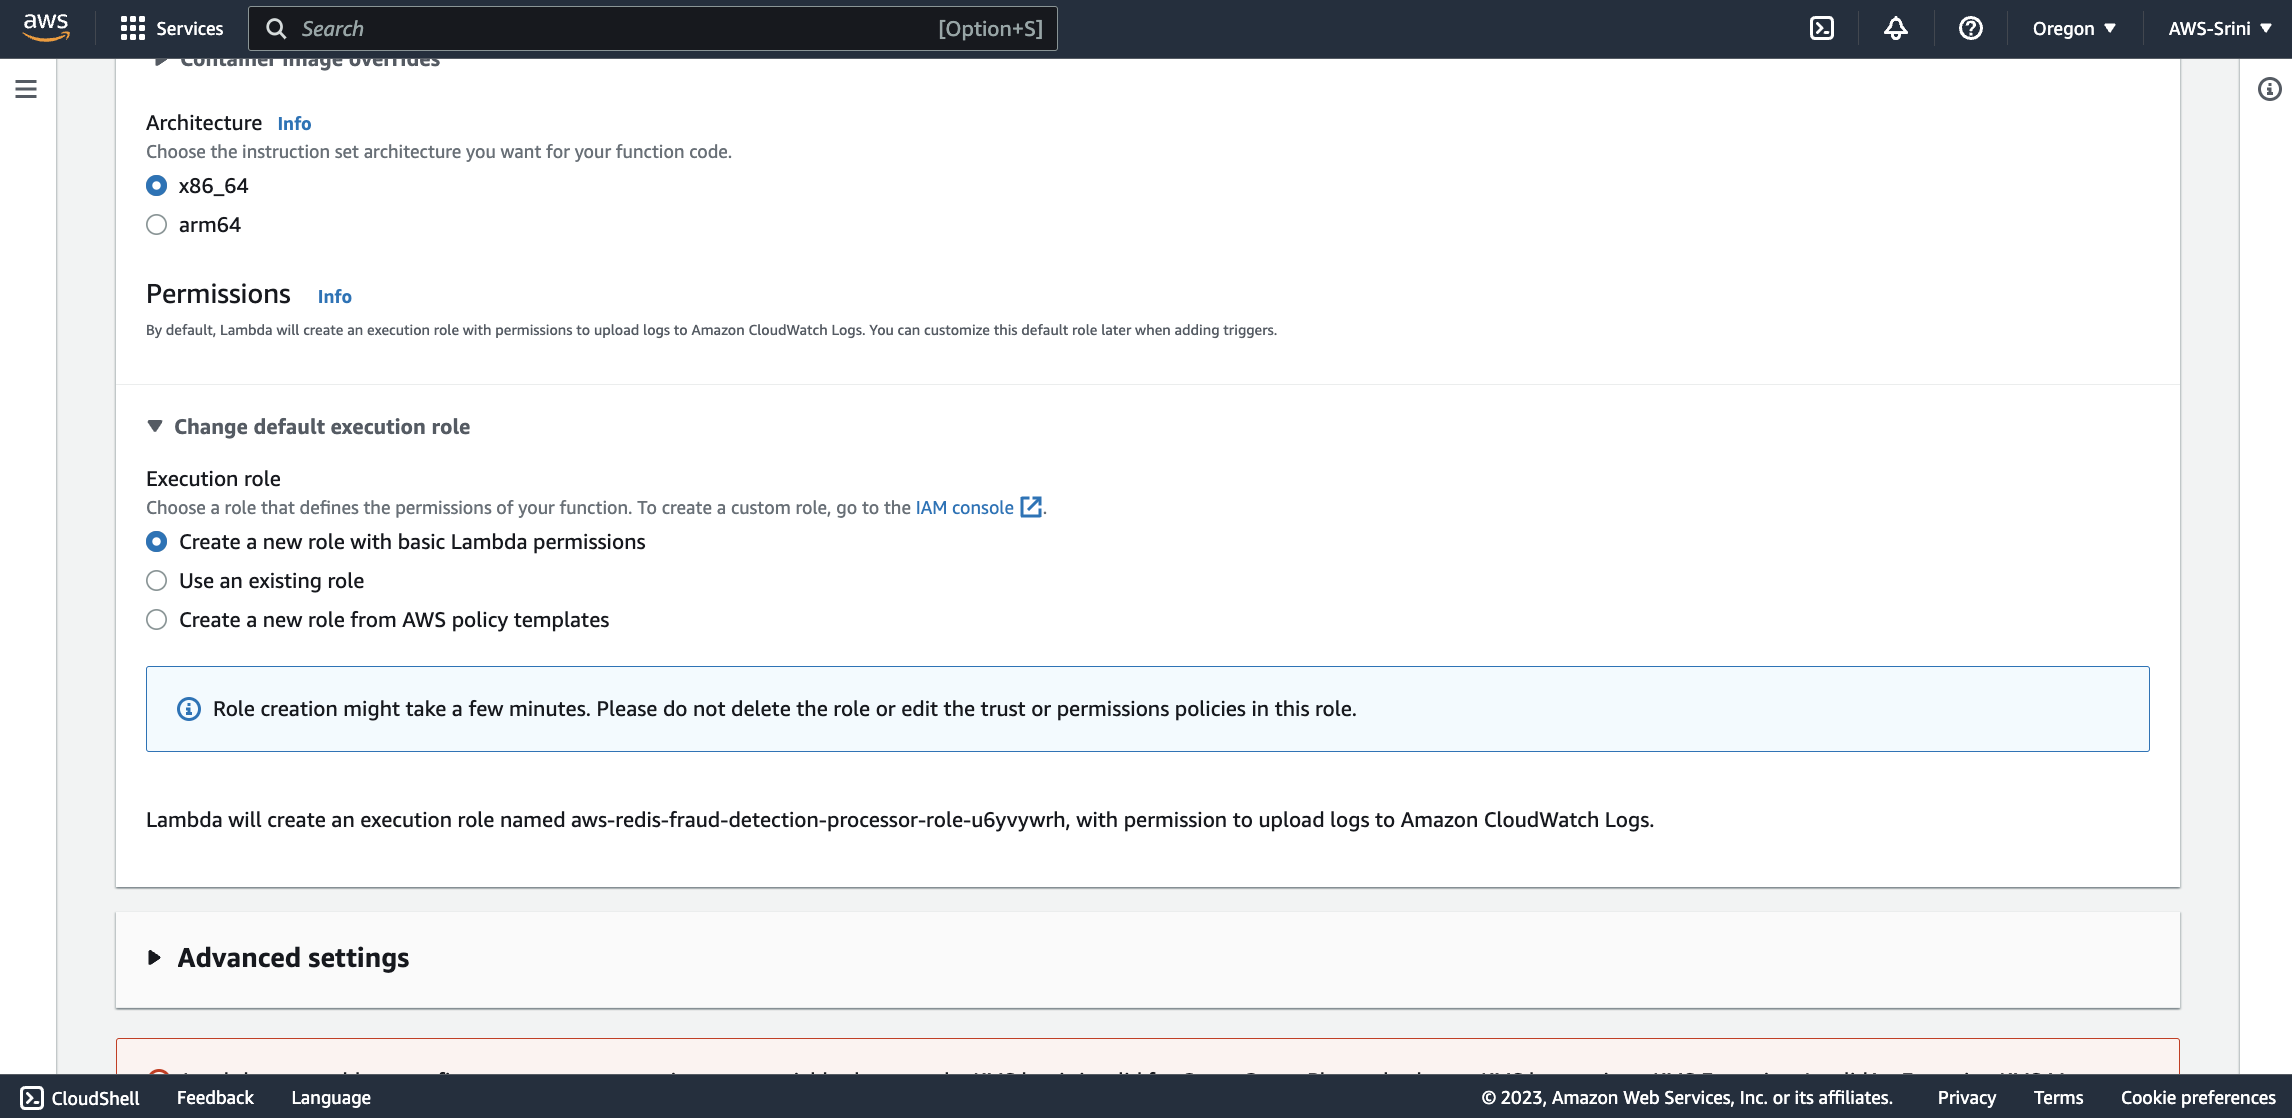 aws
Services
Search
[Option+S]
Oregon
AWS-Srini
Container image overrides
Architecture Info
Choose the instruction set architecture you want for your function code.
x86_64
arm64
Permissions Info
By default, Lambda will create an execution role with permissions to upload logs to Amazon CloudWatch Logs. You can customize this default role later when adding triggers.
Change default execution role
Execution role
Choose a role that defines the permissions of your function. To create a custom role, go to the IAM console.
Create a new role with basic Lambda permissions
Use an existing role
Create a new role from AWS policy templates
Role creation might take a few minutes. Please do not delete the role or edit the trust or permissions policies in this role.
Lambda will create an execution role named aws-redis-fraud-detection-processor-role-u6yvywrh, with permission to upload logs to Amazon CloudWatch Logs.
Advanced settings
CloudShell
Feedback
Language
© 2023, Amazon Web Services, Inc. or its affiliates.
Privacy
Terms
Cookie preferences